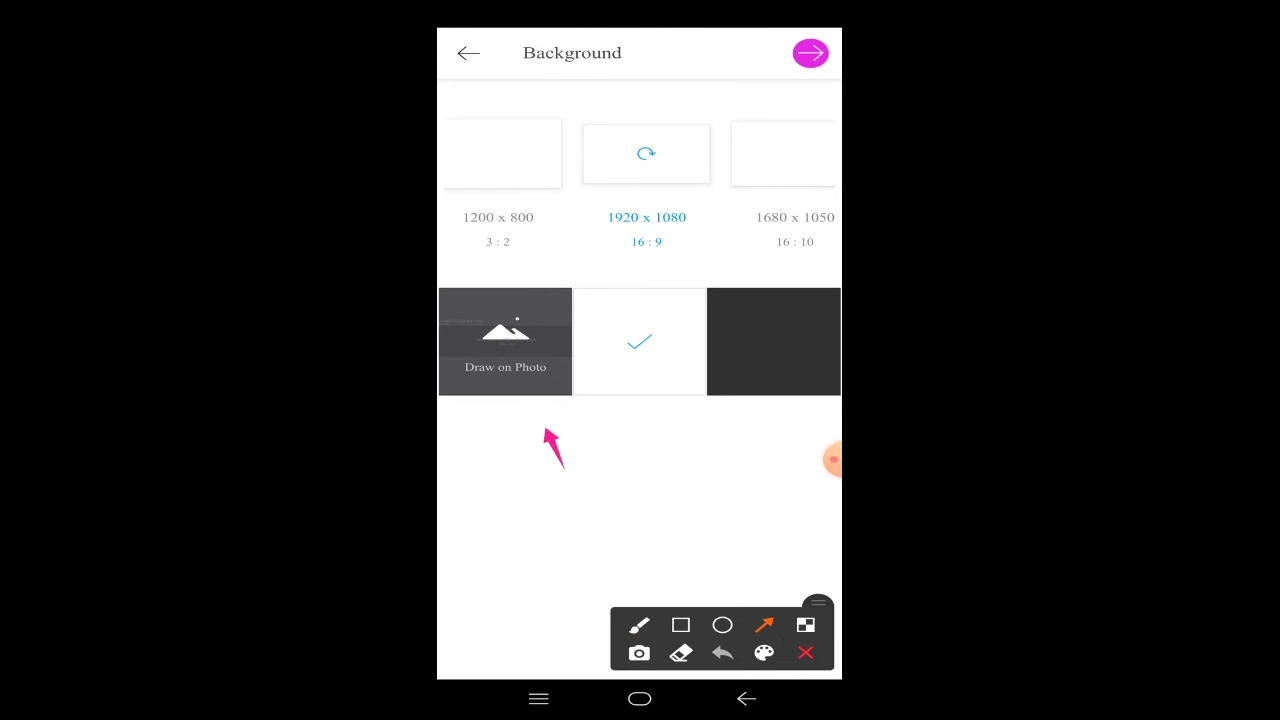 Background
1200 x 800
1920 x 1080
1680 x 1050
3 : 2
16 : 9
16 : 10
Draw on Photo